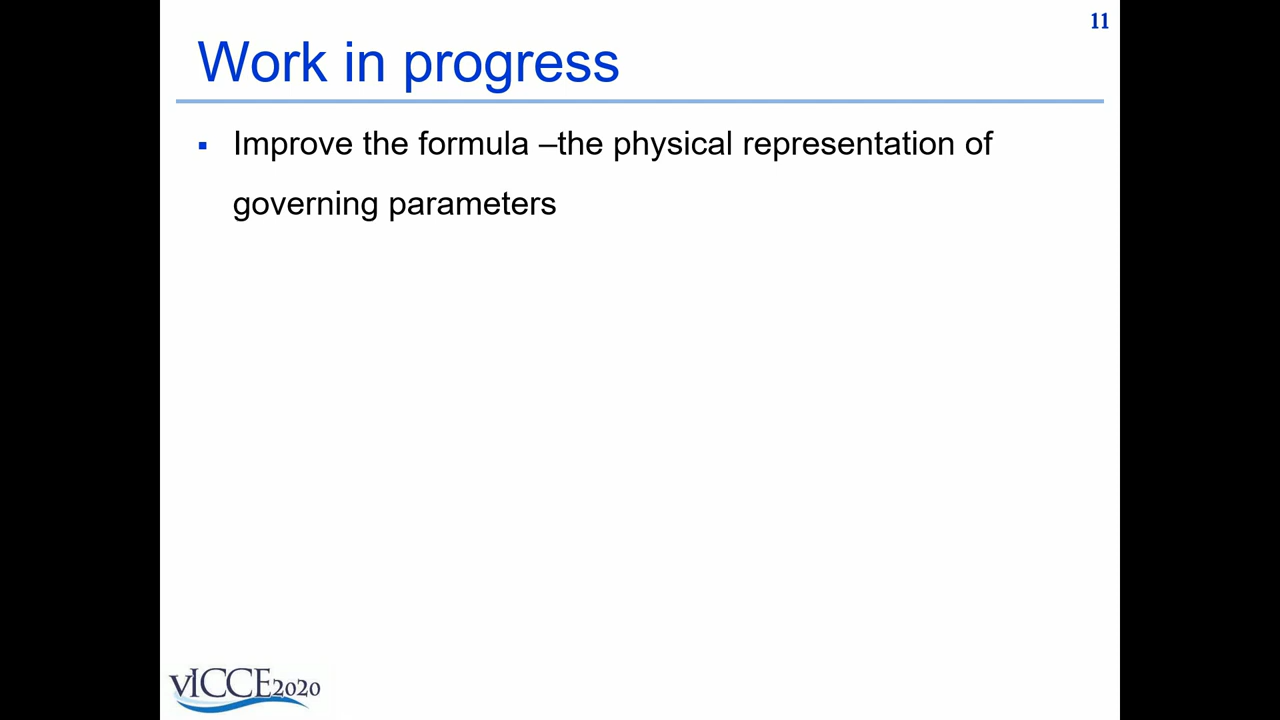 11
Work in progress
▪ Improve the formula –the physical representation of
governing parameters
vICCE2020